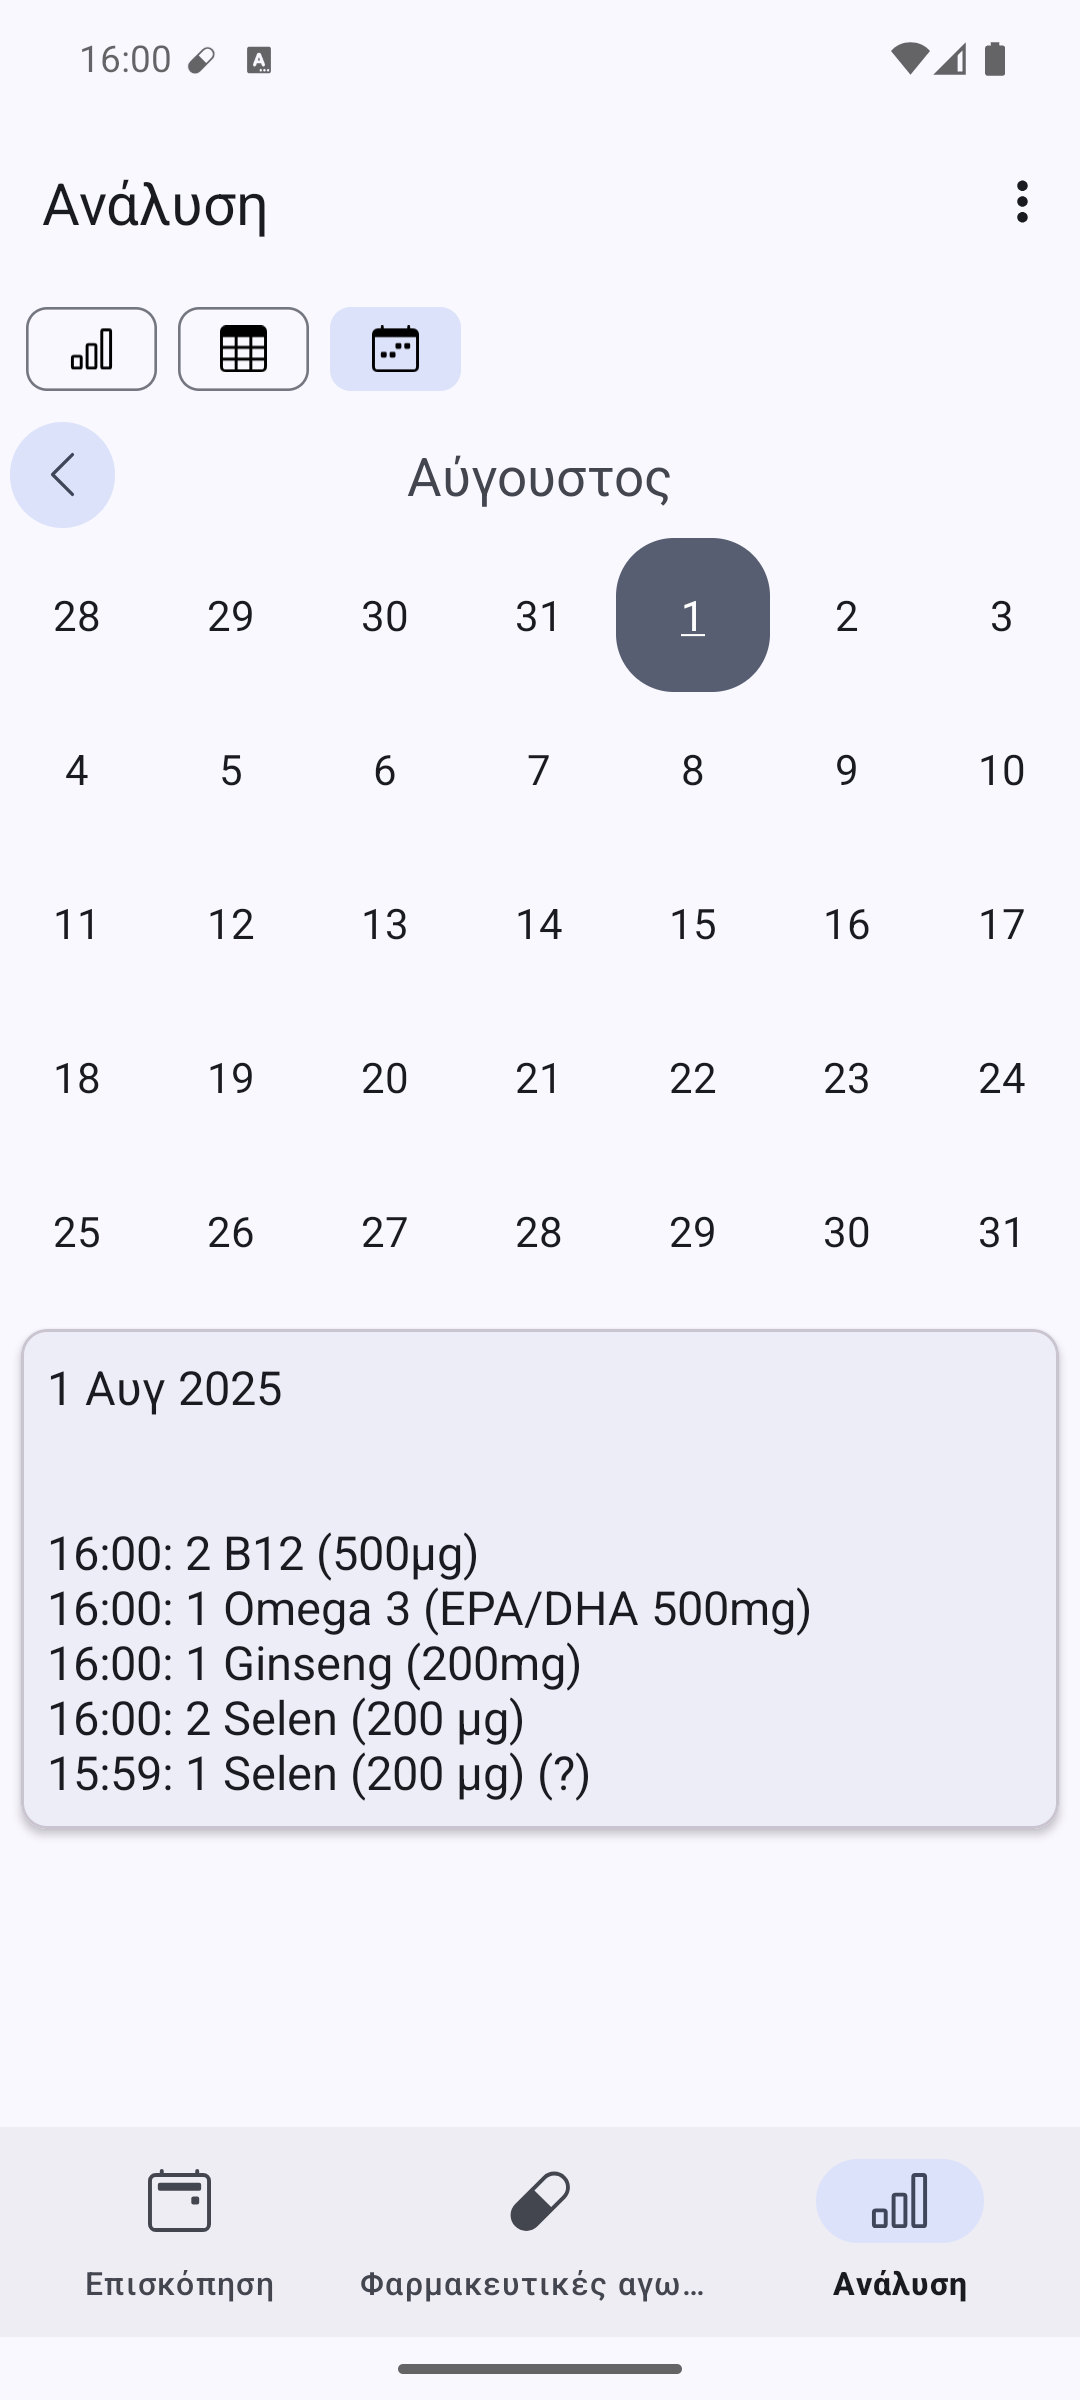 16:00
Ανάλυση
Αύγουστος
28 29 30 31 1 2 3
4 5 6 7 8 9 10
11 12 13 14 15 16 17
18 19 20 21 22 23 24
25 26 27 28 29 30 31
1 Αυγ 2025
16:00: 2 B12 (500µg)
16:00: 1 Omega 3 (EPA/DHA 500mg)
16:00: 1 Ginseng (200mg)
16:00: 2 Selen (200 µg)
15:59: 1 Selen (200 µg) (?)
Επισκόπηση
Φαρμακευτικές αγω…
Ανάλυση